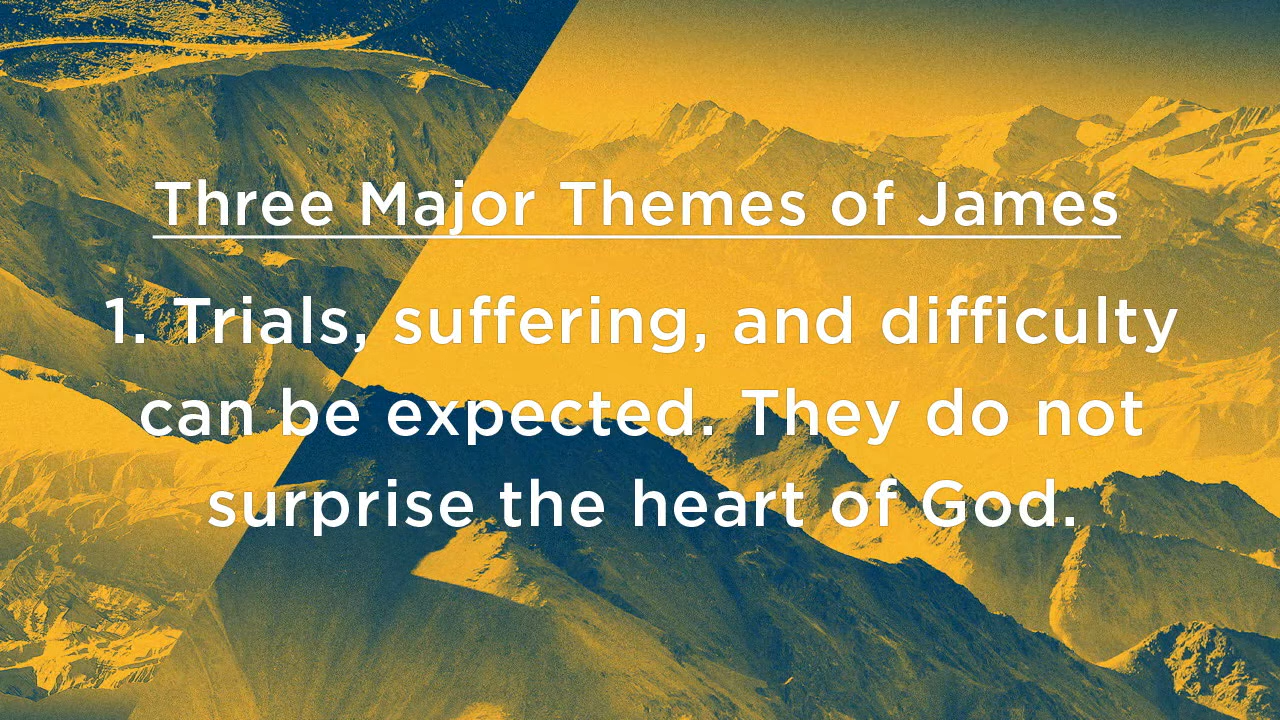 Three Major Themes of James
1. Trials, suffering, and difficulty
can be expected. They do not
surprise the heart of God.